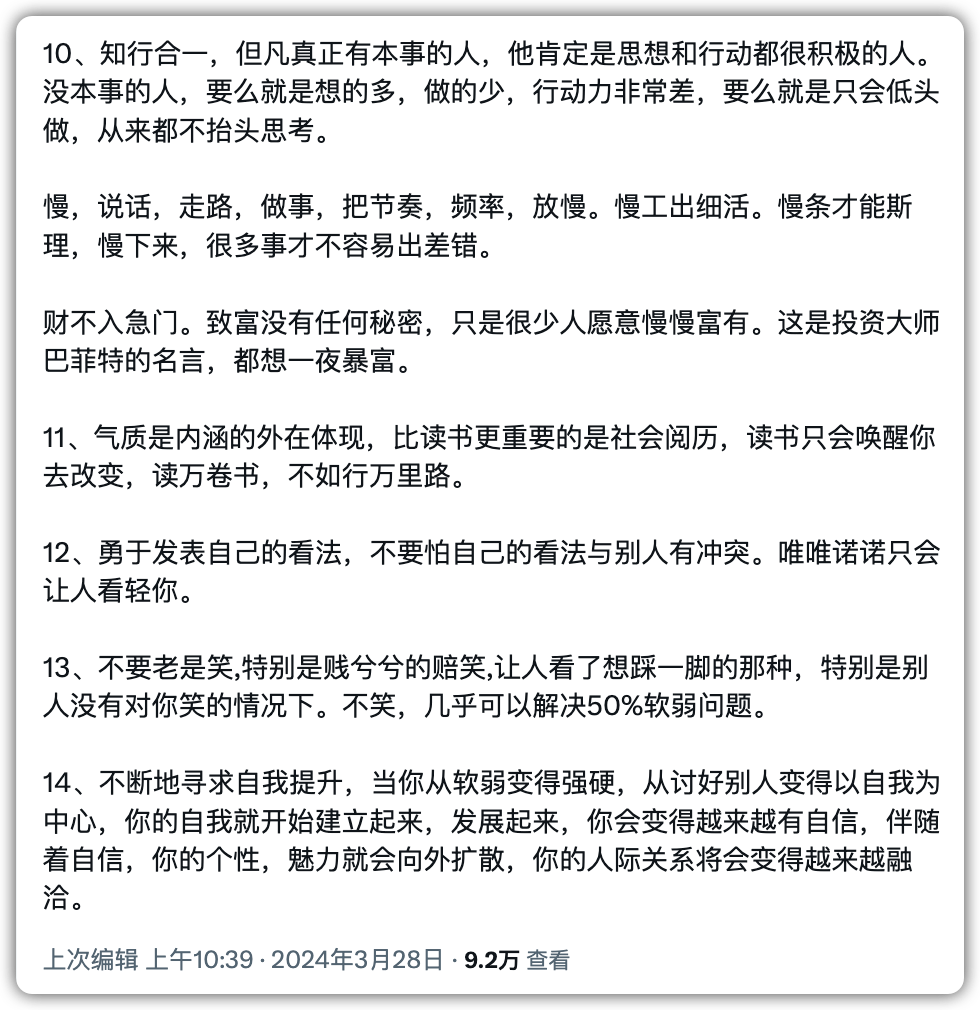 10、知行合一，但凡真正有本事的人，他肯定是思想和行动都很积极的人。
没本事的人，要么就是想的多，做的少，行动力非常差，要么就是只会低头
做，从来都不抬头思考。
慢，说话，走路，做事，把节奏，频率，放慢。慢工出细活。慢条才能斯
理，慢下来，很多事才不容易出差错。
财不入急门。致富没有任何秘密，只是很少人愿意慢慢富有。这是投资大师
巴菲特的名言，都想一夜暴富。
11、气质是内涵的外在体现，比读书更重要的是社会阅历，读书只会唤醒你
去改变，读万卷书，不如行万里路。
12、勇于发表自己的看法，不要怕自己的看法与别人有冲突。唯唯诺诺只会
让人看轻你。
13、不要老是笑,特别是贱兮兮的赔笑,让人看了想踩一脚的那种，特别是别
人没有对你笑的情况下。不笑，几乎可以解决50%软弱问题。
14、不断地寻求自我提升，当你从软弱变得强硬，从讨好别人变得以自我为
中心，你的自我就开始建立起来，发展起来，你会变得越来越有自信，伴随
着自信，你的个性，魅力就会向外扩散，你的人际关系将会变得越来越融
洽。
上次编辑 上午10:39 · 2024年3月28日 · 9.2万 查看